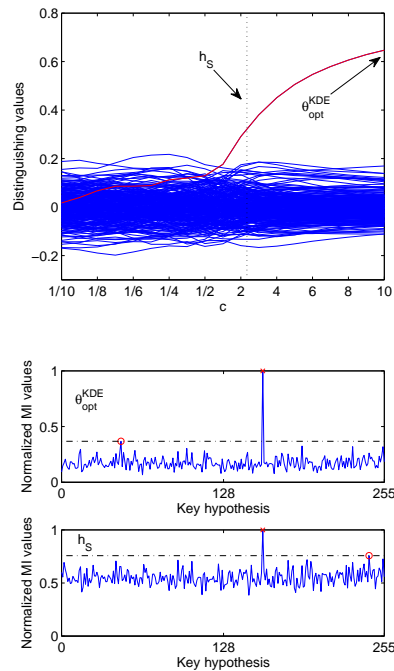 0.8
0.6
0.4
0.2
0
−0.2
Distinguishing values
h_S
θ_opt^KDE
1/10 1/8 1/6 1/4 1/2 2 4 6 8 10
c
1
0.5
0
Normalized MI values
θ_opt^KDE
0 128 255
Key hypothesis
1
0.5
0
Normalized MI values
h_S
0 128 255
Key hypothesis